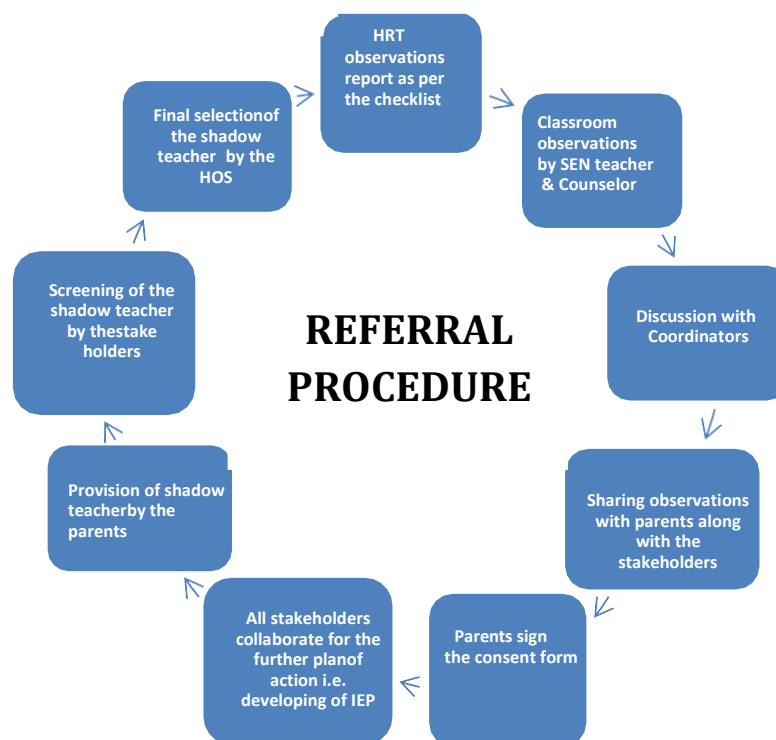 HRT
observations
report as per
the checklist
Classroom
observations
by SEN teacher
& Counselor
Discussion with
Coordinators
Sharing observations
with parents along
with the
stakeholders
Parents sign
the consent form
All stakeholders
collaborate for the
further planof
action i.e.
developing of IEP
Provision of shadow
teacherby the
parents
Screening of the
shadow teacher
by thestake
holders
Final selectionof
the shadow
teacher by the
HOS
REFERRAL
PROCEDURE